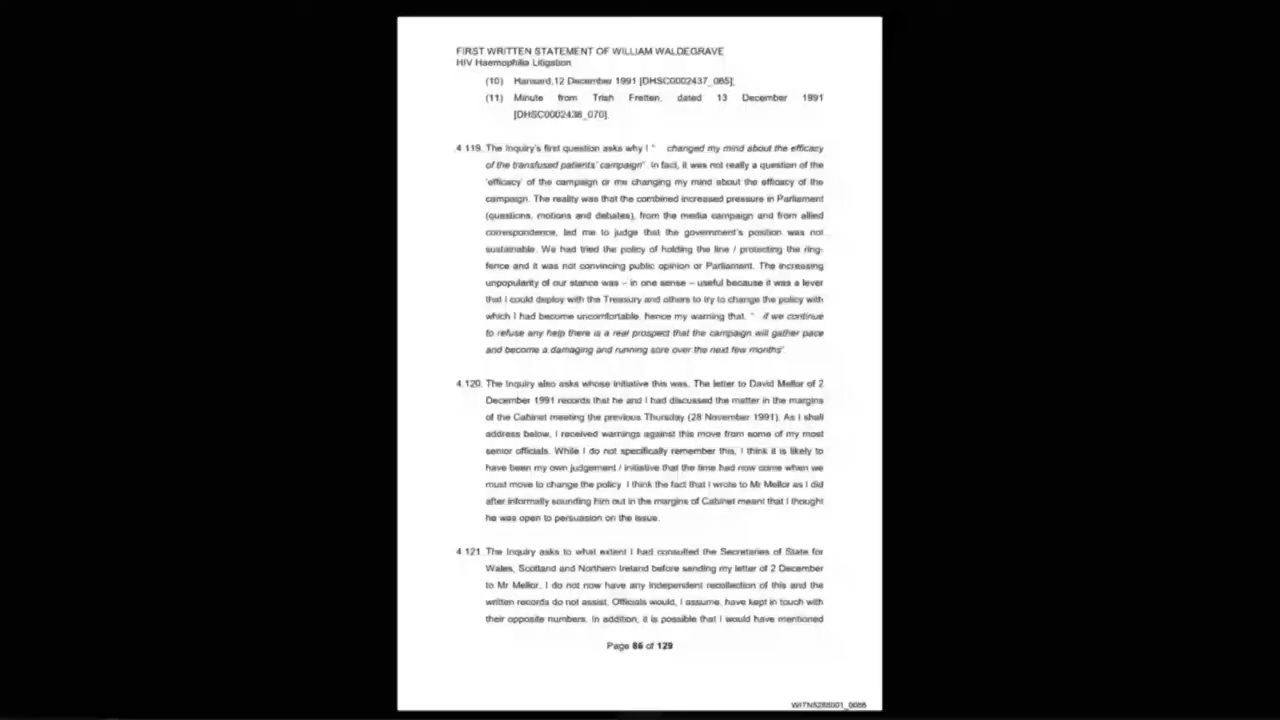 FIRST WRITTEN STATEMENT OF WILLIAM WALDEGRAVE
HIV Haemophilia Litigation
(10) Hansard,12 December 1991 [DHSC0002437_085];
(11) Minute from Trish Fretten, dated 13 December 1991
[DHSC0002438_070].
4.119. The Inquiry's first question asks why I " changed my mind about the efficacy
of the transfused patients' campaign". In fact, it was not really a question of the
'efficacy' of the campaign or me changing my mind about the efficacy of the
campaign. The reality was that the combined increased pressure in Parliament
(questions, motions and debates), from the media campaign and from allied
correspondence, led me to judge that the government's position was not
sustainable. We had tried the policy of holding the line / protecting the ring-
fence and it was not convincing public opinion or Parliament. The increasing
unpopularity of our stance was – in one sense – useful because it was a lever
that I could deploy with the Treasury and others to try to change the policy with
which I had become uncomfortable, hence my warning that, " if we continue
to refuse any help there is a real prospect that the campaign will gather pace
and become a damaging and running sore over the next few months".
4.120. The Inquiry also asks whose initiative this was. The letter to David Mellor of 2
December 1991 records that he and I had discussed the matter in the margins
of the Cabinet meeting the previous Thursday (28 November 1991). As I shall
address below, I received warnings against this move from some of my most
senior officials. While I do not specifically remember this, I think it is likely to
have been my own judgement / initiative that the time had now come when we
must move to change the policy. I think the fact that I wrote to Mr Mellor as I did
after informally sounding him out in the margins of Cabinet meant that I thought
he was open to persuasion on the issue.
4.121. The Inquiry asks to what extent I had consulted the Secretaries of State for
Wales, Scotland and Northern Ireland before sending my letter of 2 December
to Mr Mellor. I do not now have any independent recollection of this and the
written records do not assist. Officials would, I assume, have kept in touch with
their opposite numbers. In addition, it is possible that I would have mentioned
Page 86 of 129
WITN5288001_0086